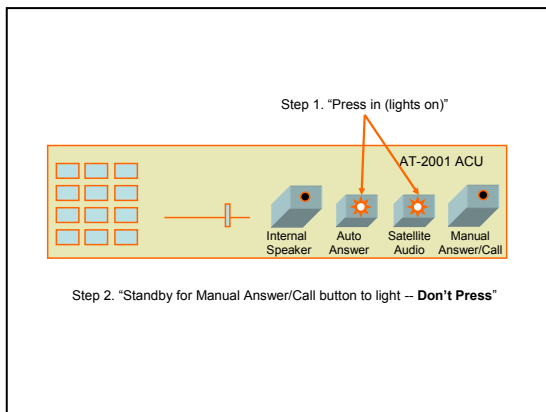 Step 1. “Press in (lights on)”
AT-2001 ACU
Internal Speaker
Auto Answer
Satellite Audio
Manual Answer/Call
Step 2. “Standby for Manual Answer/Call button to light -- Don’t Press”